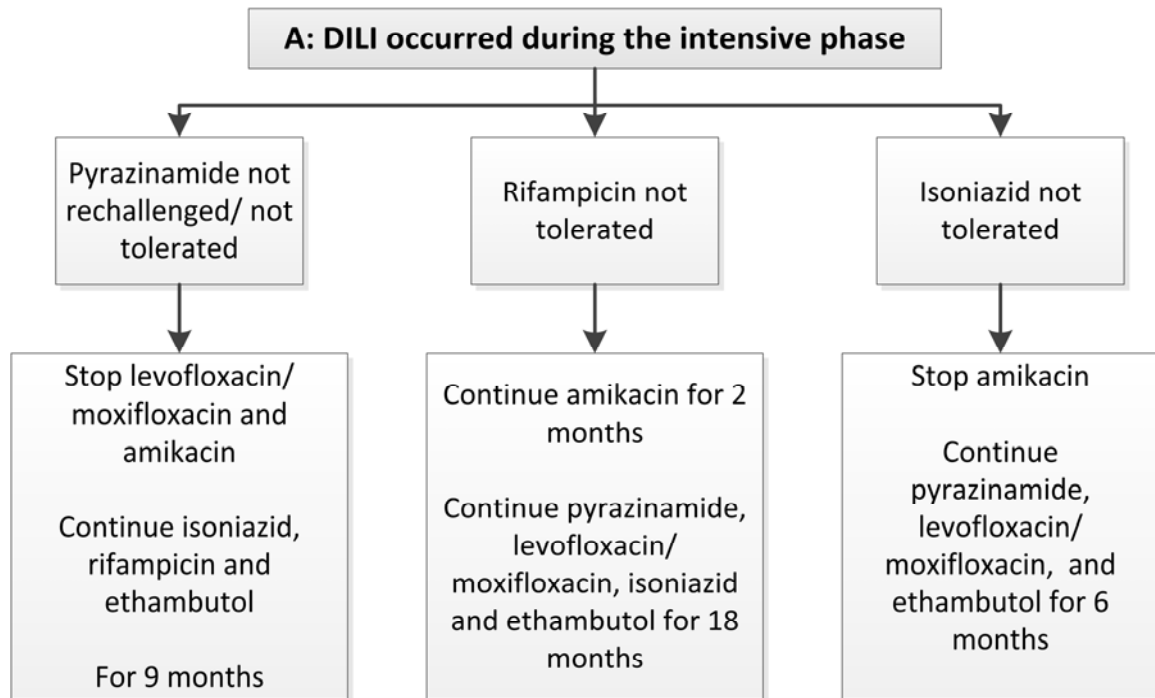 A: DILI occurred during the intensive phase
Pyrazinamide not
rechallenged/ not
tolerated
Rifampicin not
tolerated
Isoniazid not
tolerated
Stop levofloxacin/
moxifloxacin and
amikacin
Continue isoniazid,
rifampicin and
ethambutol
For 9 months
Continue amikacin for 2
months
Continue pyrazinamide,
levofloxacin/
moxifloxacin, isoniazid
and ethambutol for 18
months
Stop amikacin
Continue
pyrazinamide,
levofloxacin/
moxifloxacin, and
ethambutol for 6
months